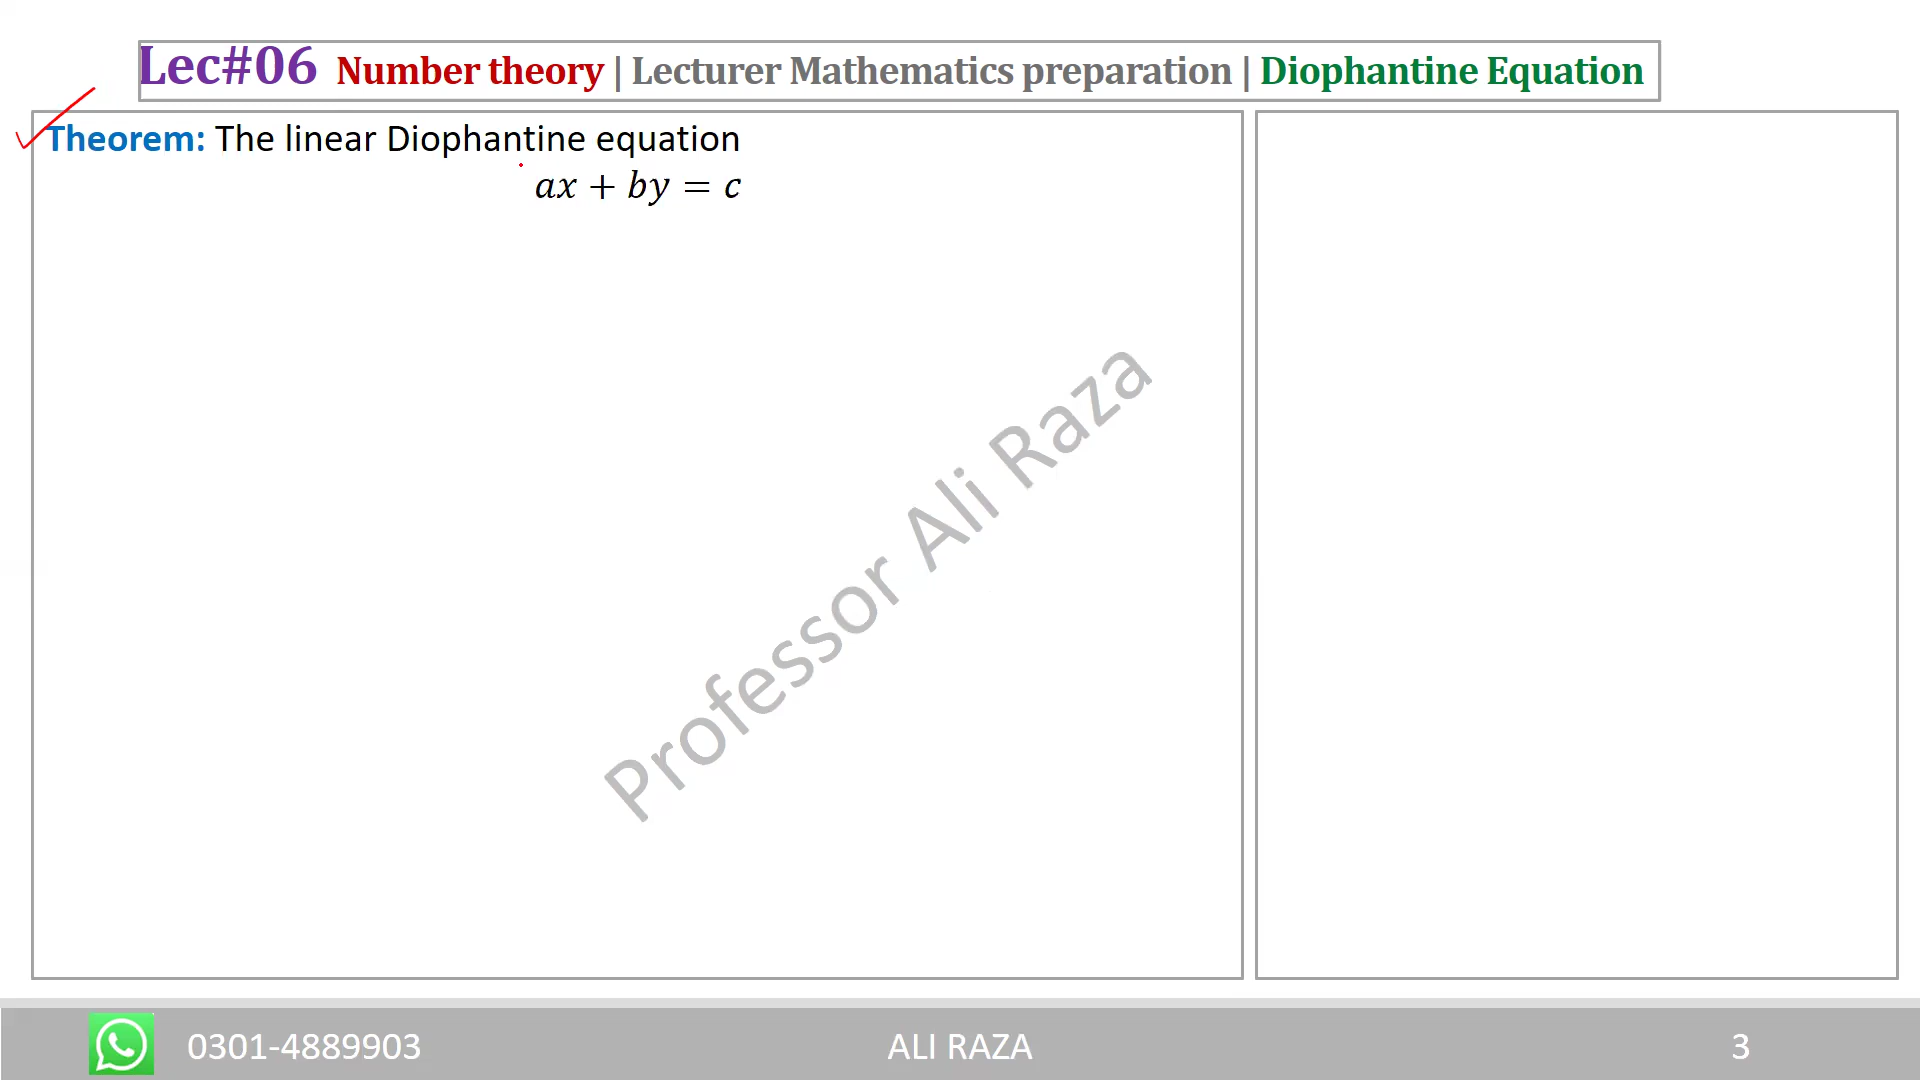 Lec#06 Number theory | Lecturer Mathematics preparation | Diophantine Equation
Theorem: The linear Diophantine equation
ax + by = c
Professor Ali Raza
0301-4889903
ALI RAZA
3